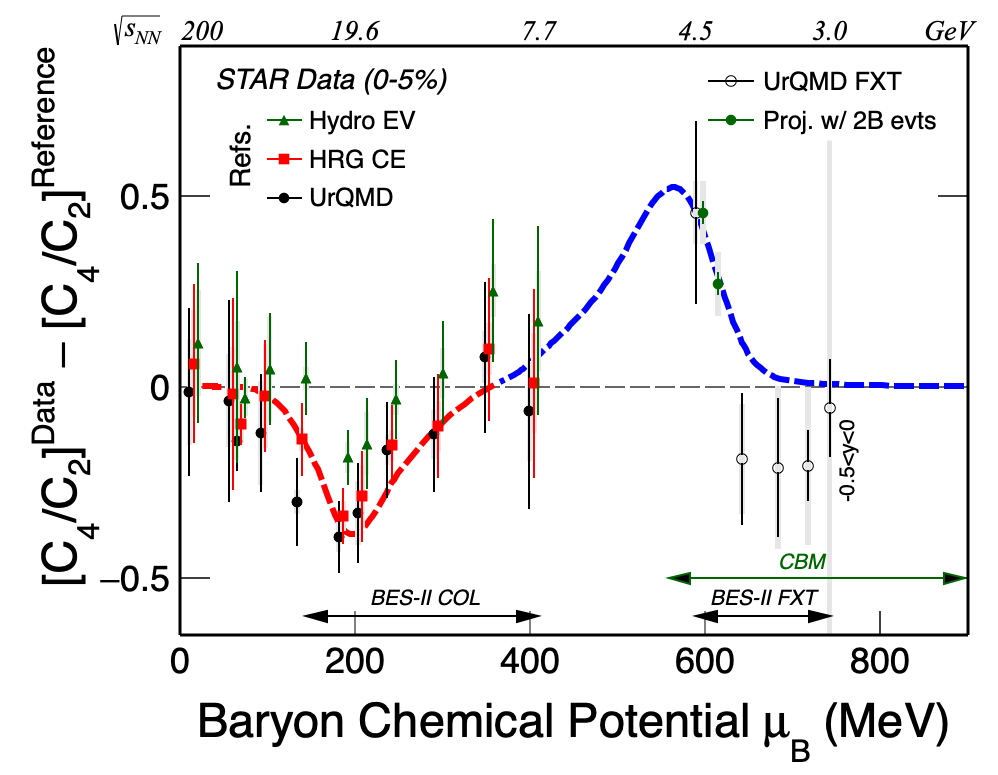 √sNN 200 19.6 7.7 4.5 3.0 GeV
STAR Data (0-5%)
Refs.
Hydro EV
HRG CE
UrQMD
UrQMD FXT
Proj. w/ 2B evts
[C4/C2]Data − [C4/C2]Reference
0.5
0
−0.5
-0.5<y<0
CBM
BES-II COL
BES-II FXT
0 200 400 600 800
Baryon Chemical Potential μB (MeV)